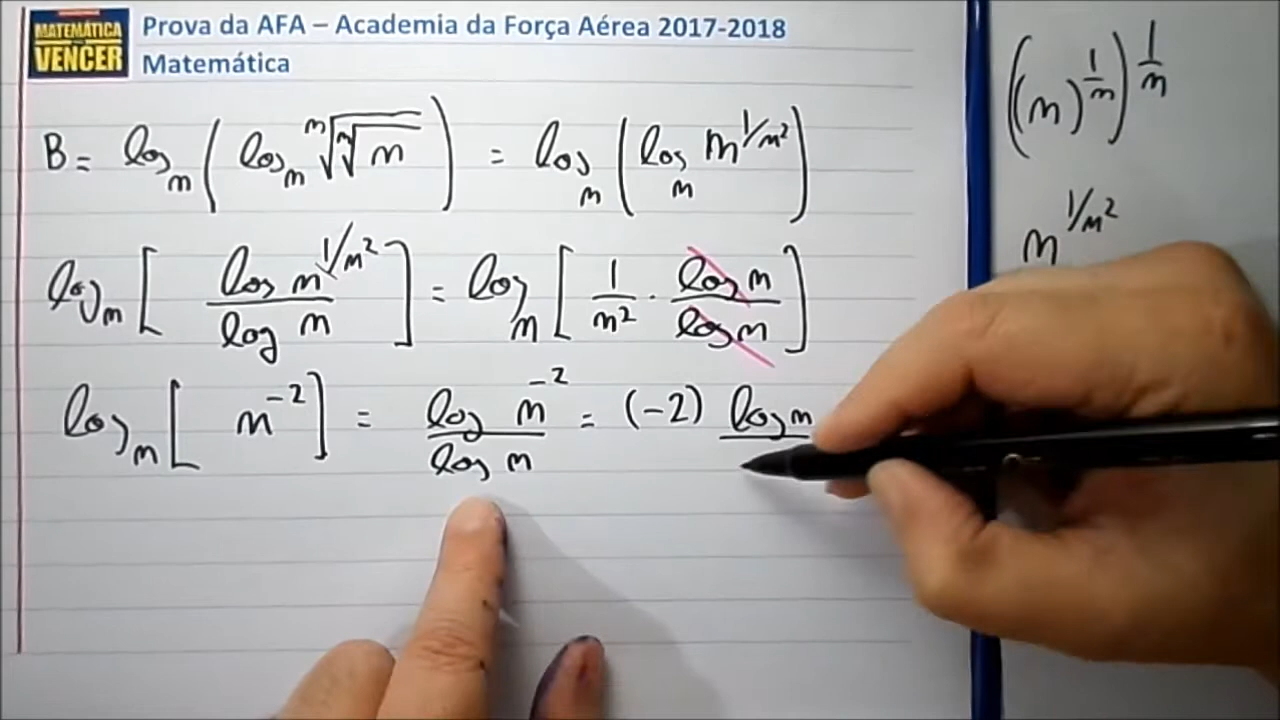 MATEMÁTICA
VENCER
Prova da AFA – Academia da Força Aérea 2017-2018
Matemática
B = log_m ( log_m ᵐ√ᵐ√m ) = log_m ( log_m m^(1/m²) )
log_m [ log m^(1/m²) / log m ] = log_m [ 1/m² · log m / log m ]
log_m [ m⁻² ] = log m⁻² / log m = (-2) log m
((m)^(1/m))^(1/m)
m^(1/m²)